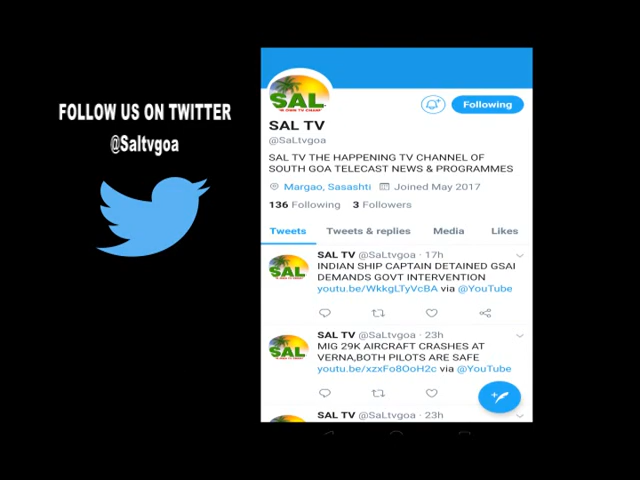 FOLLOW US ON TWITTER
@Saltvgoa
SAL
SAL TV
@SaLtvgoa
Following
SAL TV THE HAPPENING TV CHANNEL OF
SOUTH GOA TELECAST NEWS & PROGRAMMES
Margao, Sasashti Joined May 2017
136 Following 3 Followers
Tweets Tweets & replies Media Likes
SAL
SAL TV @SaLtvgoa · 17h
INDIAN SHIP CAPTAIN DETAINED GSAI
DEMANDS GOVT INTERVENTION
youtu.be/WkkgLTyVcBA via @YouTube
SAL
SAL TV @SaLtvgoa · 23h
MIG 29K AIRCRAFT CRASHES AT
VERNA,BOTH PILOTS ARE SAFE
youtu.be/xzxFo8OoH2c via @YouTube
SAL TV @SaLtvgoa · 23h